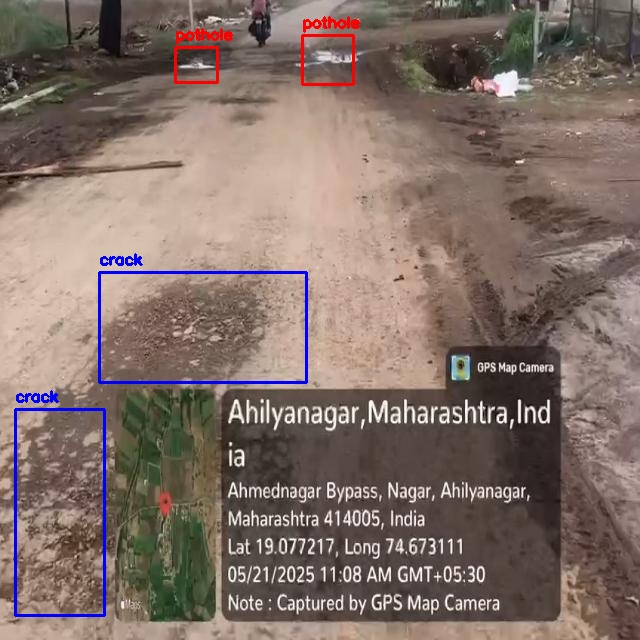 pothole
pothole
crack
crack
GPS Map Camera
Ahilyanagar,Maharashtra,Ind
ia
Ahmednagar Bypass, Nagar, Ahilyanagar,
Maharashtra 414005, India
Lat 19.077217, Long 74.673111
05/21/2025 11:08 AM GMT+05:30
Note : Captured by GPS Map Camera
Maps